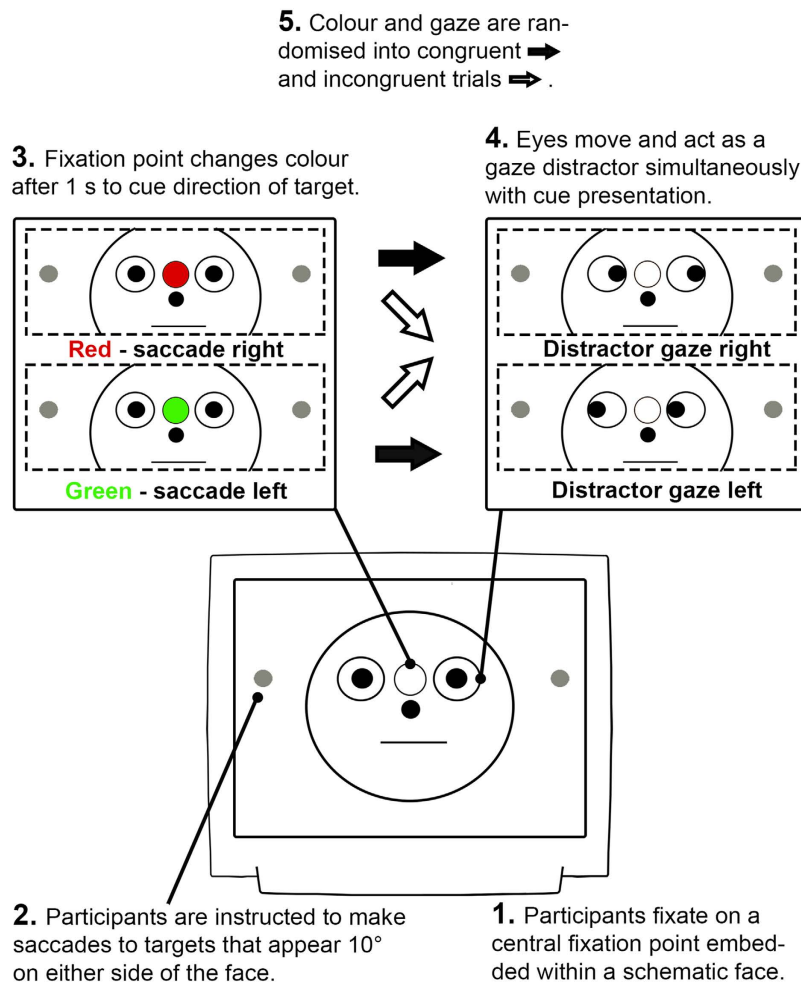 5. Colour and gaze are ran-
domised into congruent
and incongruent trials .
3. Fixation point changes colour
after 1 s to cue direction of target.
4. Eyes move and act as a
gaze distractor simultaneously
with cue presentation.
Red - saccade right
Green - saccade left
Distractor gaze right
Distractor gaze left
2. Participants are instructed to make
saccades to targets that appear 10°
on either side of the face.
1. Participants fixate on a
central fixation point embed-
ded within a schematic face.